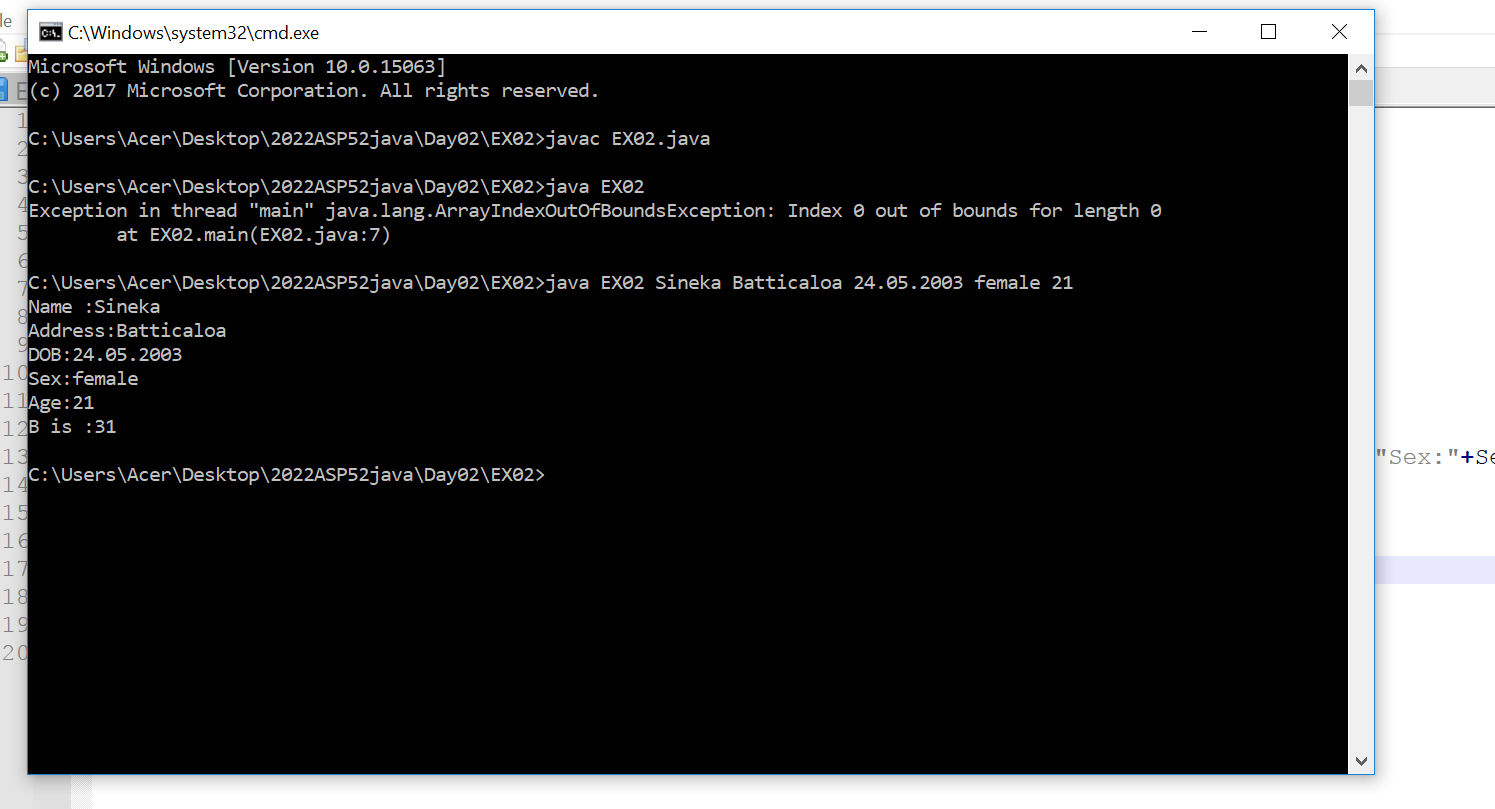 le
C:\Windows\system32\cmd.exe
Microsoft Windows [Version 10.0.15063]
(c) 2017 Microsoft Corporation. All rights reserved.
C:\Users\Acer\Desktop\2022ASP52java\Day02\EX02>javac EX02.java
C:\Users\Acer\Desktop\2022ASP52java\Day02\EX02>java EX02
Exception in thread "main" java.lang.ArrayIndexOutOfBoundsException: Index 0 out of bounds for length 0
at EX02.main(EX02.java:7)
C:\Users\Acer\Desktop\2022ASP52java\Day02\EX02>java EX02 Sineka Batticaloa 24.05.2003 female 21
Name :Sineka
Address:Batticaloa
DOB:24.05.2003
Sex:female
Age:21
B is :31
C:\Users\Acer\Desktop\2022ASP52java\Day02\EX02>
E
1
2
3
4
5
6
7
8
9
10
11
12
13
"Sex:"+Se
14
15
16
17
18
19
20